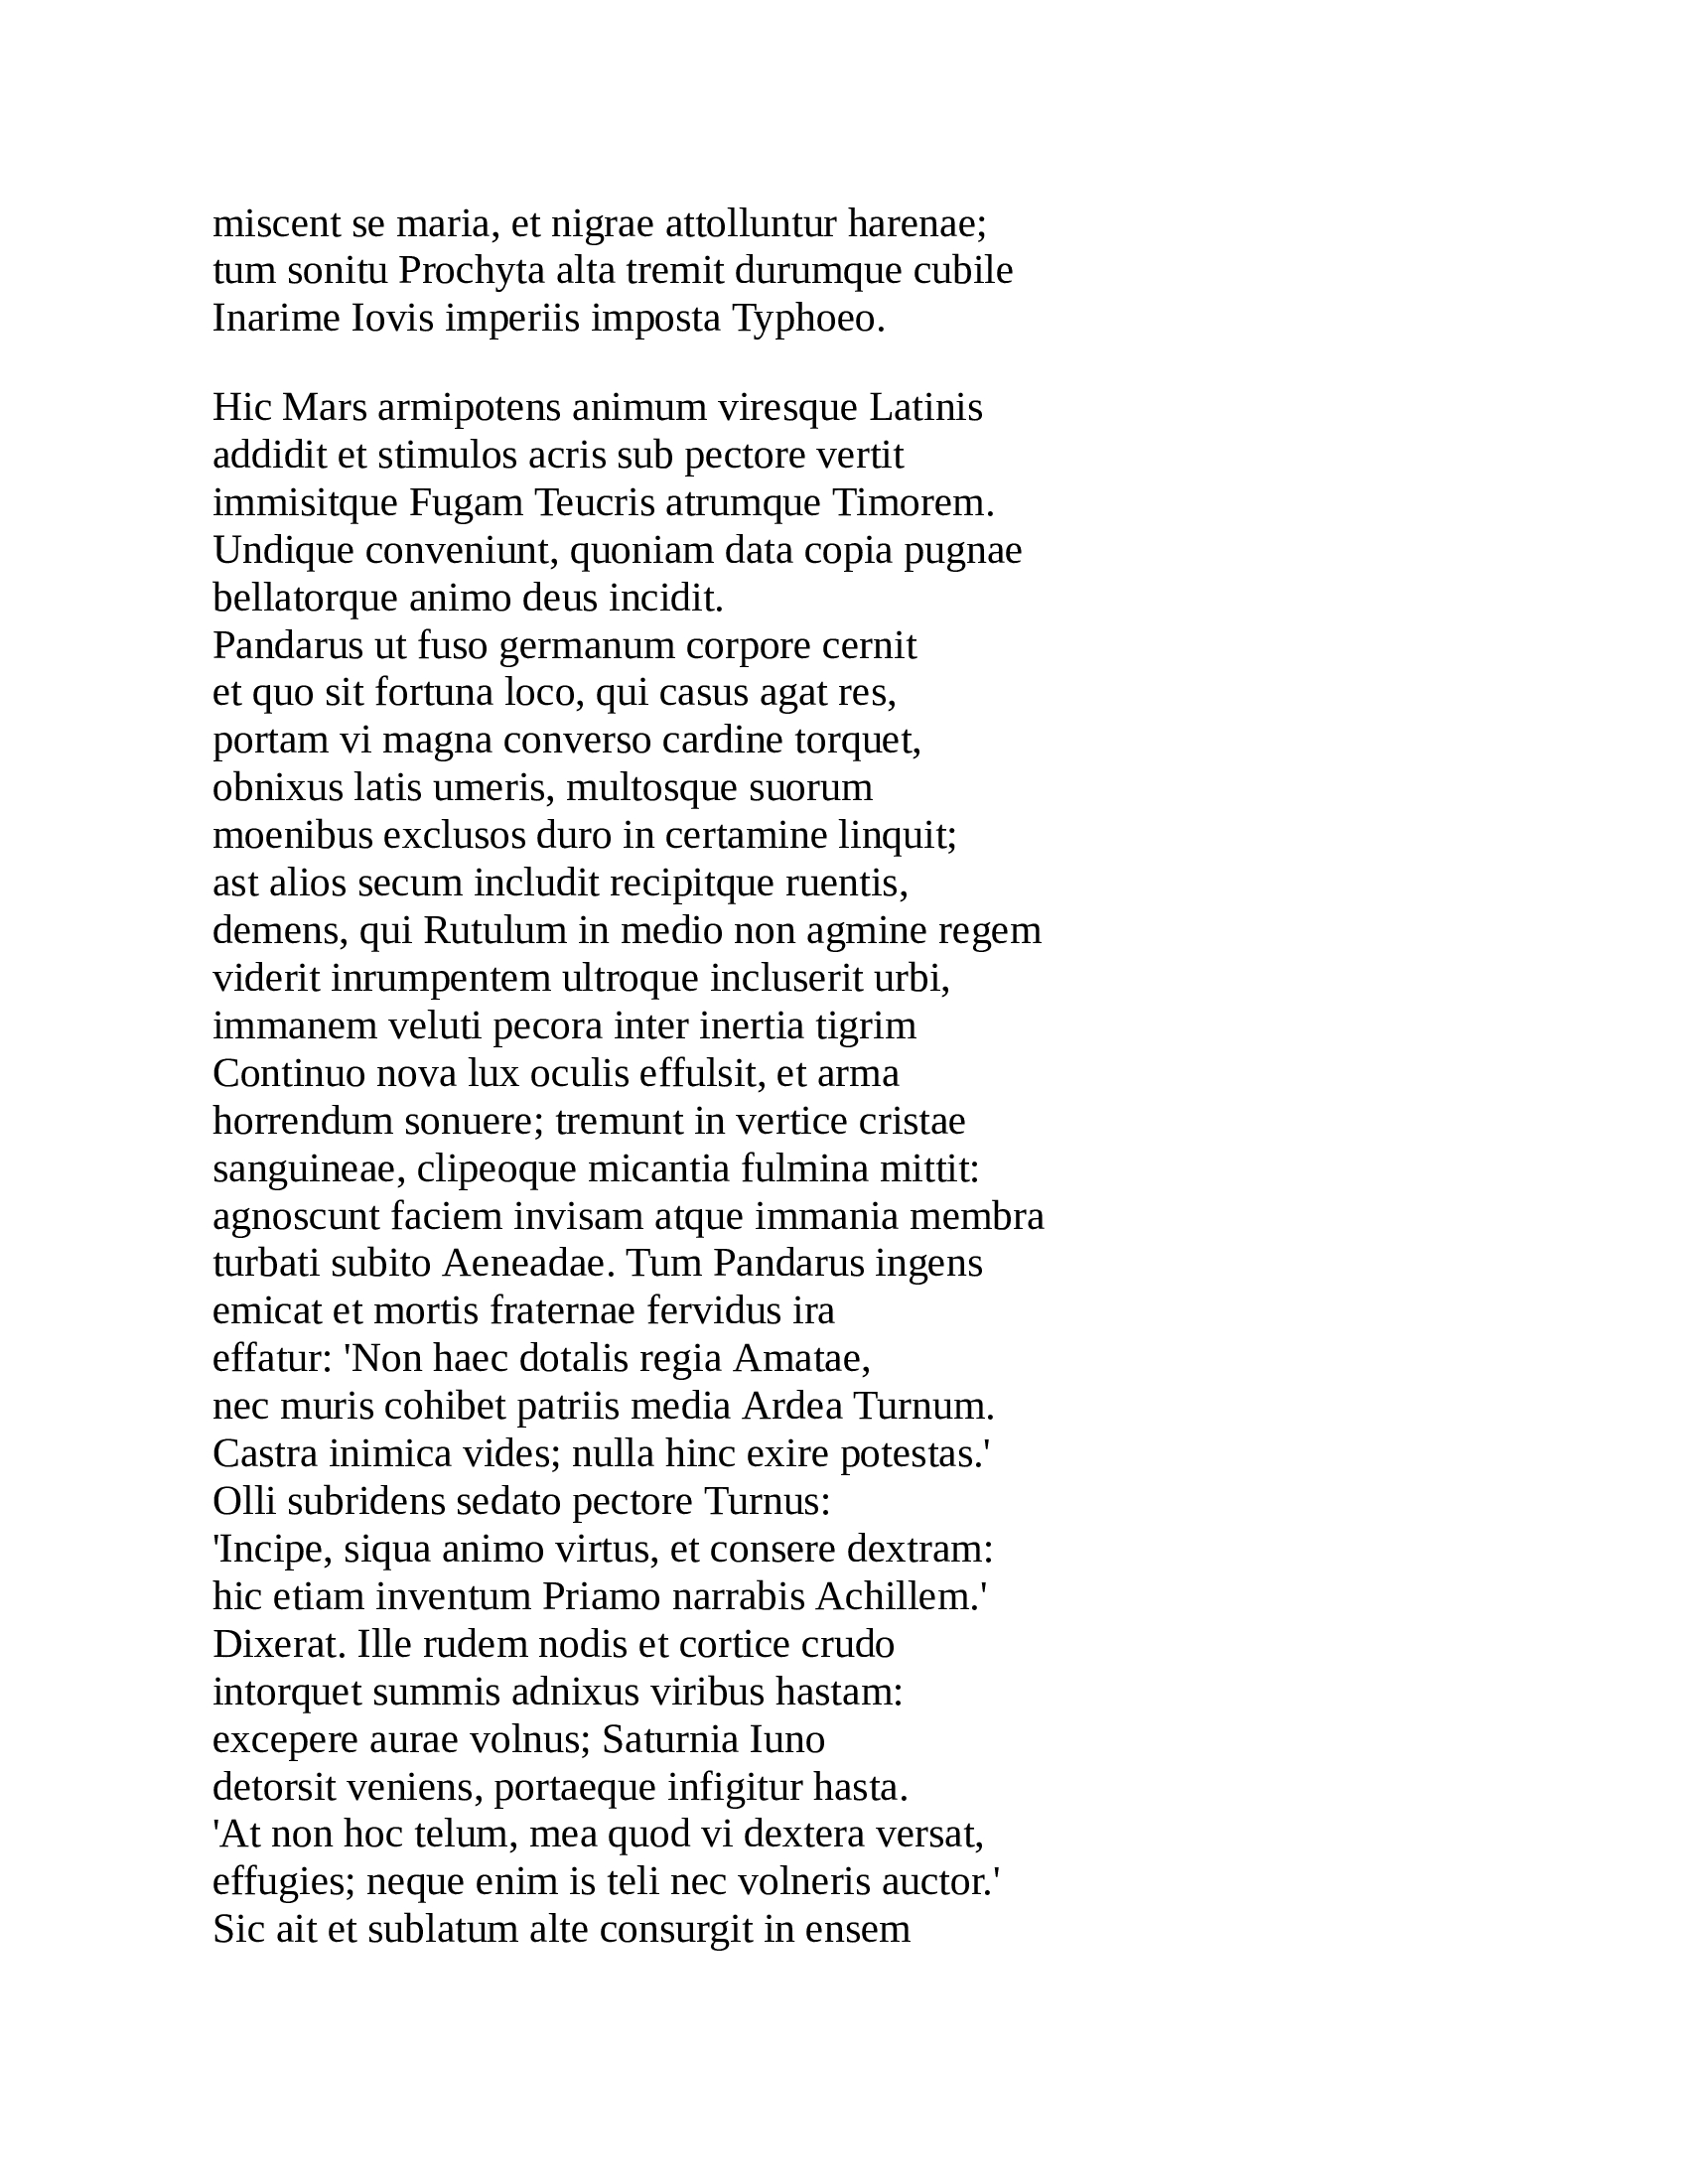 miscent se maria, et nigrae attolluntur harenae;
tum sonitu Prochyta alta tremit durumque cubile
Inarime Iovis imperiis imposta Typhoeo.
Hic Mars armipotens animum viresque Latinis
addidit et stimulos acris sub pectore vertit
immisitque Fugam Teucris atrumque Timorem.
Undique conveniunt, quoniam data copia pugnae
bellatorque animo deus incidit.
Pandarus ut fuso germanum corpore cernit
et quo sit fortuna loco, qui casus agat res,
portam vi magna converso cardine torquet,
obnixus latis umeris, multosque suorum
moenibus exclusos duro in certamine linquit;
ast alios secum includit recipitque ruentis,
demens, qui Rutulum in medio non agmine regem
viderit inrumpentem ultroque incluserit urbi,
immanem veluti pecora inter inertia tigrim
Continuo nova lux oculis effulsit, et arma
horrendum sonuere; tremunt in vertice cristae
sanguineae, clipeoque micantia fulmina mittit:
agnoscunt faciem invisam atque immania membra
turbati subito Aeneadae. Tum Pandarus ingens
emicat et mortis fraternae fervidus ira
effatur: 'Non haec dotalis regia Amatae,
nec muris cohibet patriis media Ardea Turnum.
Castra inimica vides; nulla hinc exire potestas.'
Olli subridens sedato pectore Turnus:
'Incipe, siqua animo virtus, et consere dextram:
hic etiam inventum Priamo narrabis Achillem.'
Dixerat. Ille rudem nodis et cortice crudo
intorquet summis adnixus viribus hastam:
excepere aurae volnus; Saturnia Iuno
detorsit veniens, portaeque infigitur hasta.
'At non hoc telum, mea quod vi dextera versat,
effugies; neque enim is teli nec volneris auctor.'
Sic ait et sublatum alte consurgit in ensem